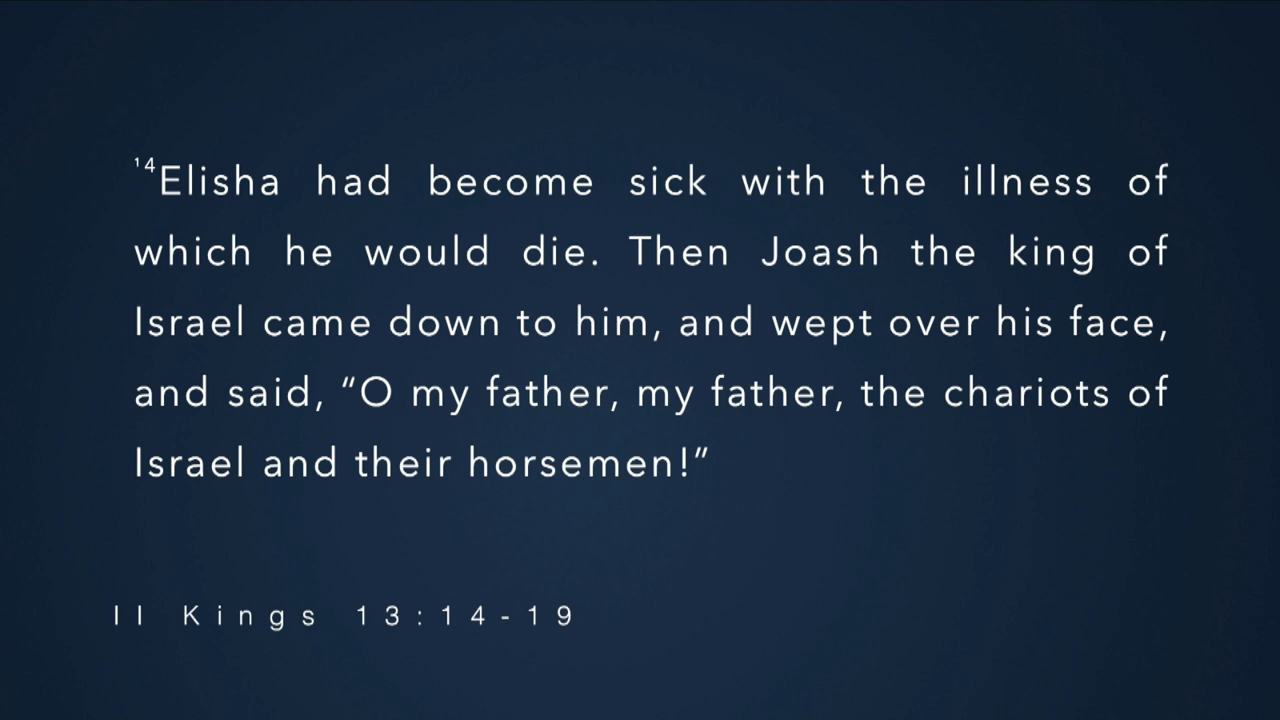 ¹⁴Elisha had become sick with the illness of
which he would die. Then Joash the king of
Israel came down to him, and wept over his face,
and said, “O my father, my father, the chariots of
Israel and their horsemen!”
II Kings 13:14-19